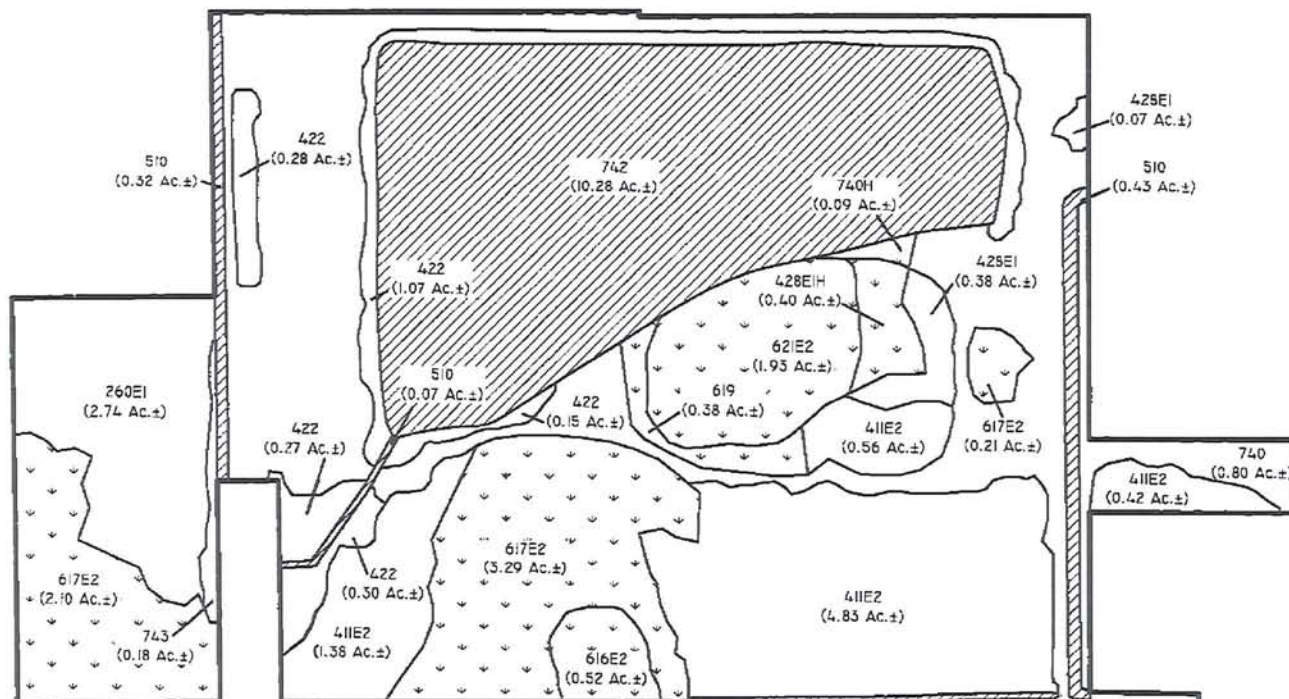 428E1
(0.07 Ac.±)
422
(0.28 Ac.±)
510
(0.32 Ac.±)
742
(10.28 Ac.±)
510
(0.43 Ac.±)
740H
(0.09 Ac.±)
422
(1.07 Ac.±)
428E1H
(0.40 Ac.±)
428E1
(0.38 Ac.±)
621E2
(1.93 Ac.±)
510
(0.07 Ac.±)
260E1
(2.74 Ac.±)
619
(0.38 Ac.±)
422
(0.15 Ac.±)
422
(0.27 Ac.±)
411E2
(0.56 Ac.±)
617E2
(0.21 Ac.±)
740
(0.80 Ac.±)
411E2
(0.42 Ac.±)
617E2
(3.29 Ac.±)
617E2
(2.10 Ac.±)
422
(0.30 Ac.±)
411E2
(4.83 Ac.±)
743
(0.18 Ac.±)
411E2
(1.38 Ac.±)
616E2
(0.52 Ac.±)